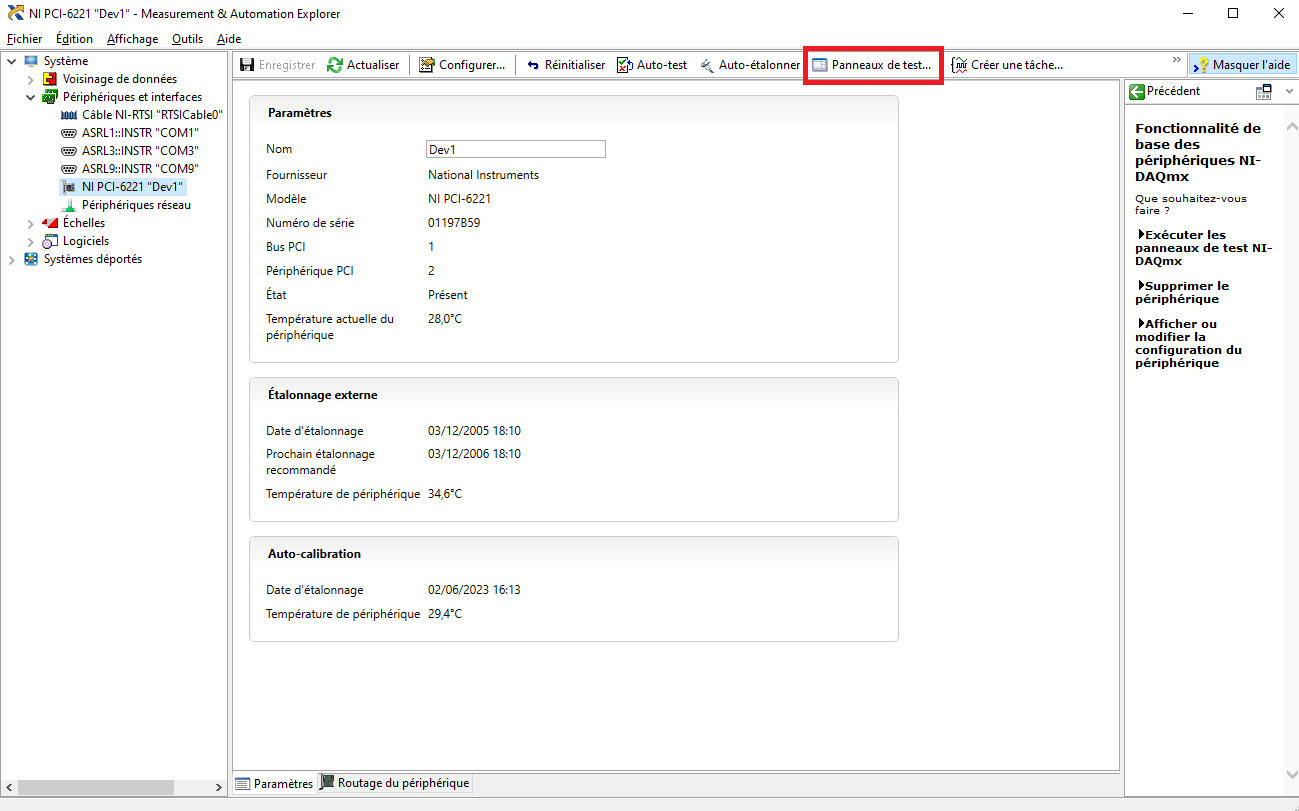 NI PCI-6221 "Dev1" - Measurement & Automation Explorer
Fichier Édition Affichage Outils Aide
Système
Voisinage de données
Périphériques et interfaces
Câble NI-RTSI "RTSICable0"
ASRL1::INSTR "COM1"
ASRL3::INSTR "COM3"
ASRL9::INSTR "COM9"
NI PCI-6221 "Dev1"
Périphériques réseau
Échelles
Logiciels
Systèmes déportés
Enregistrer Actualiser Configurer... Réinitialiser Auto-test Auto-étalonner Panneaux de test... Créer une tâche... » Masquer l'aide
Paramètres
Nom Dev1
Fournisseur National Instruments
Modèle NI PCI-6221
Numéro de série 01197B59
Bus PCI 1
Périphérique PCI 2
État Présent
Température actuelle du 28,0°C
périphérique
Étalonnage externe
Date d'étalonnage 03/12/2005 18:10
Prochain étalonnage 03/12/2006 18:10
recommandé
Température de périphérique 34,6°C
Auto-calibration
Date d'étalonnage 02/06/2023 16:13
Température de périphérique 29,4°C
Paramètres Routage du périphérique
Précédent
Fonctionnalité de
base des
périphériques NI-
DAQmx
Que souhaitez-vous
faire ?
Exécuter les
panneaux de test NI-
DAQmx
Supprimer le
périphérique
Afficher ou
modifier la
configuration du
périphérique